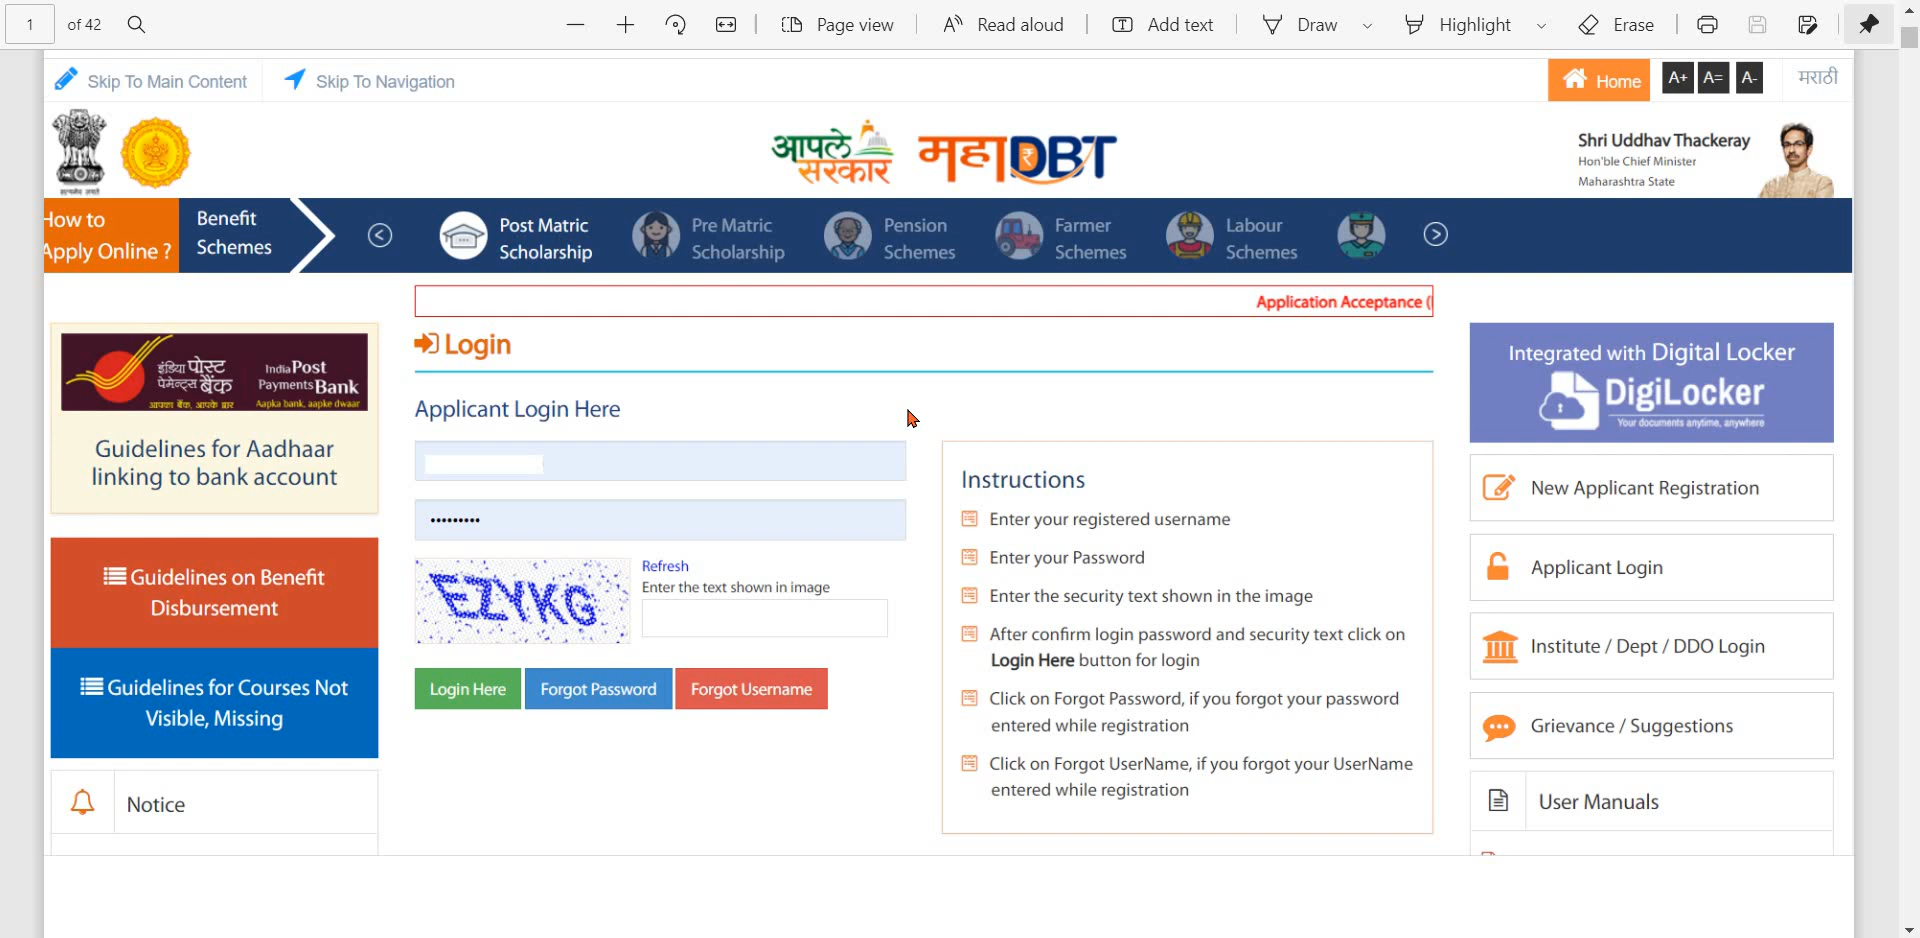 1 of 42 Page view Read aloud Add text Draw Highlight Erase
Skip To Main Content Skip To Navigation Home A+ A= A- मराठी
सत्यमेव जयते
आपले
सरकार
महाDBT
Shri Uddhav Thackeray
Hon'ble Chief Minister
Maharashtra State
How to
Apply Online ?
Benefit
Schemes
Post Matric
Scholarship
Pre Matric
Scholarship
Pension
Schemes
Farmer
Schemes
Labour
Schemes
Application Acceptance (
इंडिया पोस्ट
पेमेन्ट्स बैंक
आपका बैंक, आपके द्वार
India Post
Payments Bank
Aapka bank, aapke dwaar
Guidelines for Aadhaar
linking to bank account
Guidelines on Benefit
Disbursement
Guidelines for Courses Not
Visible, Missing
Notice
Login
Applicant Login Here
•••••••••
EZYKG
Refresh
Enter the text shown in image
Login Here Forgot Password Forgot Username
Instructions
Enter your registered username
Enter your Password
Enter the security text shown in the image
After confirm login password and security text click on
Login Here button for login
Click on Forgot Password, if you forgot your password
entered while registration
Click on Forgot UserName, if you forgot your UserName
entered while registration
Integrated with Digital Locker
DigiLocker
Your documents anytime, anywhere
New Applicant Registration
Applicant Login
Institute / Dept / DDO Login
Grievance / Suggestions
User Manuals